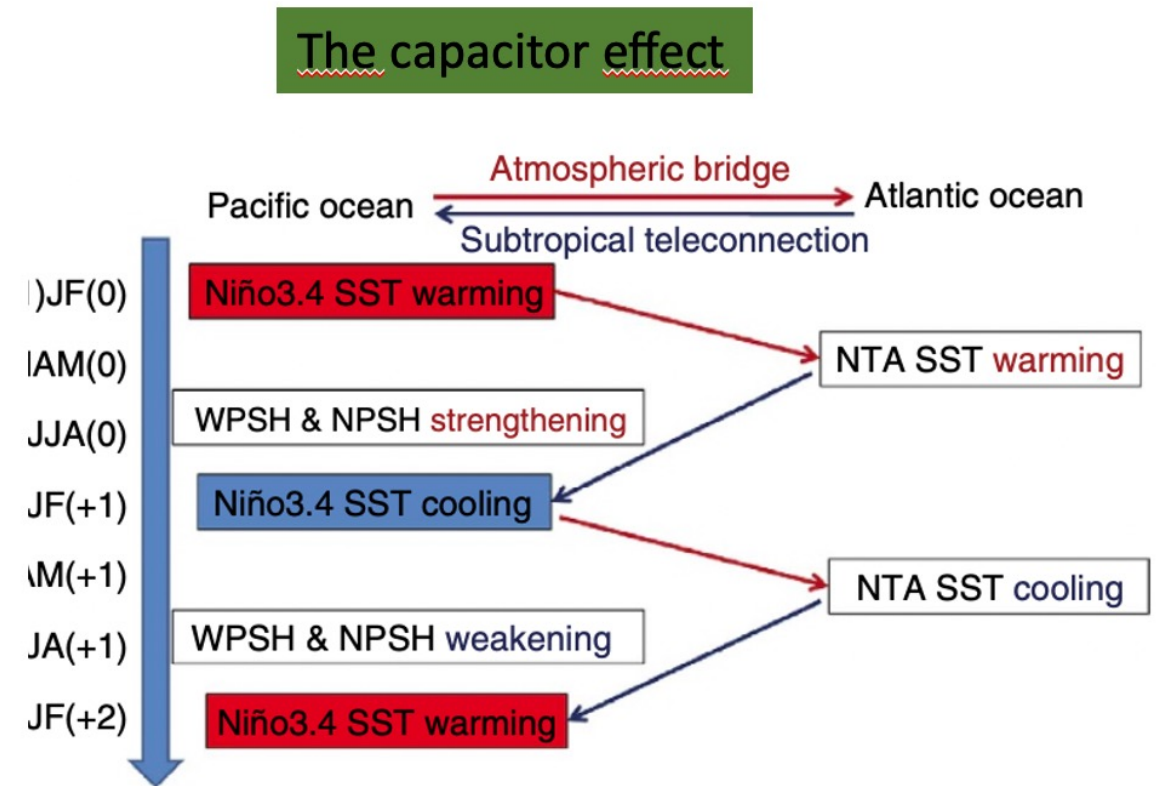 The capacitor effect
Atmospheric bridge
Pacific ocean
Atlantic ocean
Subtropical teleconnection
)JF(0)
Niño3.4 SST warming
AM(0)
NTA SST warming
WPSH & NPSH strengthening
JJA(0)
JF(+1)
Niño3.4 SST cooling
M(+1)
NTA SST cooling
JA(+1)
WPSH & NPSH weakening
JF(+2)
Niño3.4 SST warming